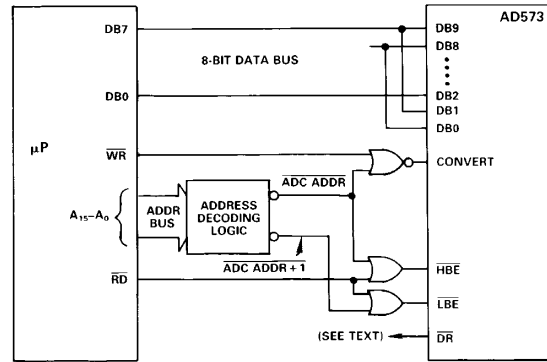 AD573
DB7
DB9
DB8
8-BIT DATA BUS
DB0
DB2
DB1
DB0
μP
WR
CONVERT
ADC ADDR
A15–A0
ADDR
BUS
ADDRESS
DECODING
LOGIC
ADC ADDR + 1
HBE
RD
LBE
(SEE TEXT)
DR